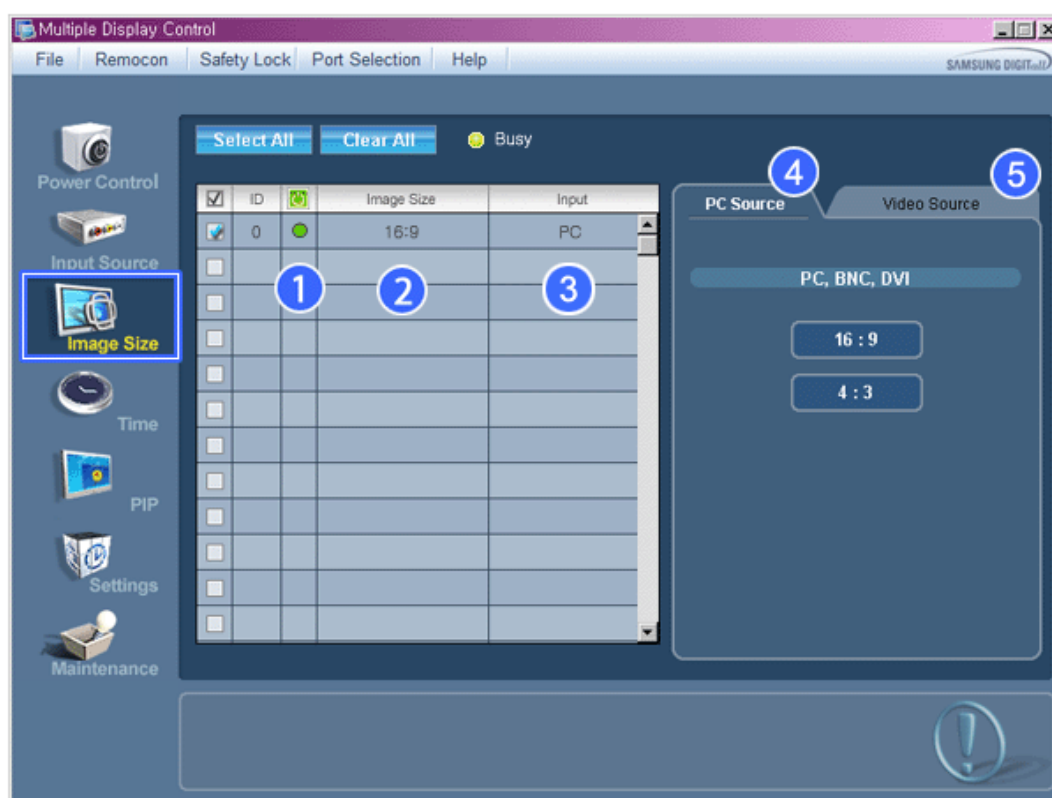 Multiple Display Control
File Remocon Safety Lock Port Selection Help
SAMSUNG DIGITall
Select All Clear All Busy
Power Control
Input Source
Image Size
Time
PIP
Settings
Maintenance
ID Image Size Input
0 16:9 PC
1 2 3
4 5
PC Source Video Source
PC, BNC, DVI
16 : 9
4 : 3